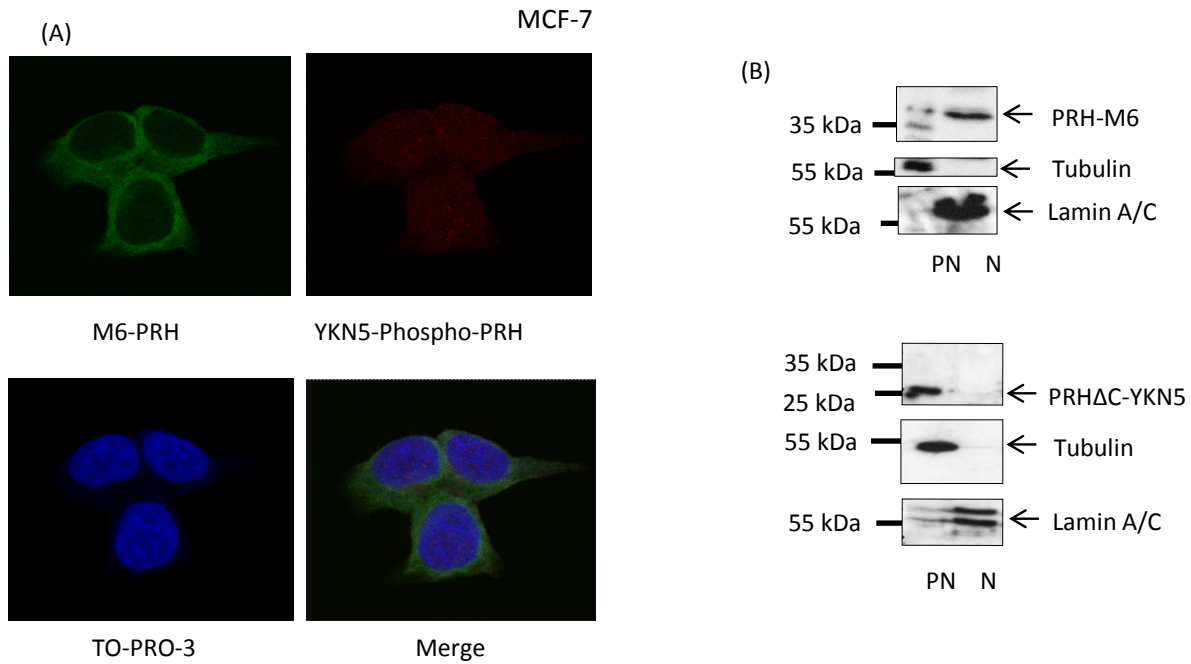 MCF-7
(A)
M6-PRH
YKN5-Phospho-PRH
TO-PRO-3
Merge
(B)
35 kDa
PRH-M6
55 kDa
Tubulin
55 kDa
Lamin A/C
PN N
35 kDa
25 kDa
PRHΔC-YKN5
55 kDa
Tubulin
55 kDa
Lamin A/C
PN N